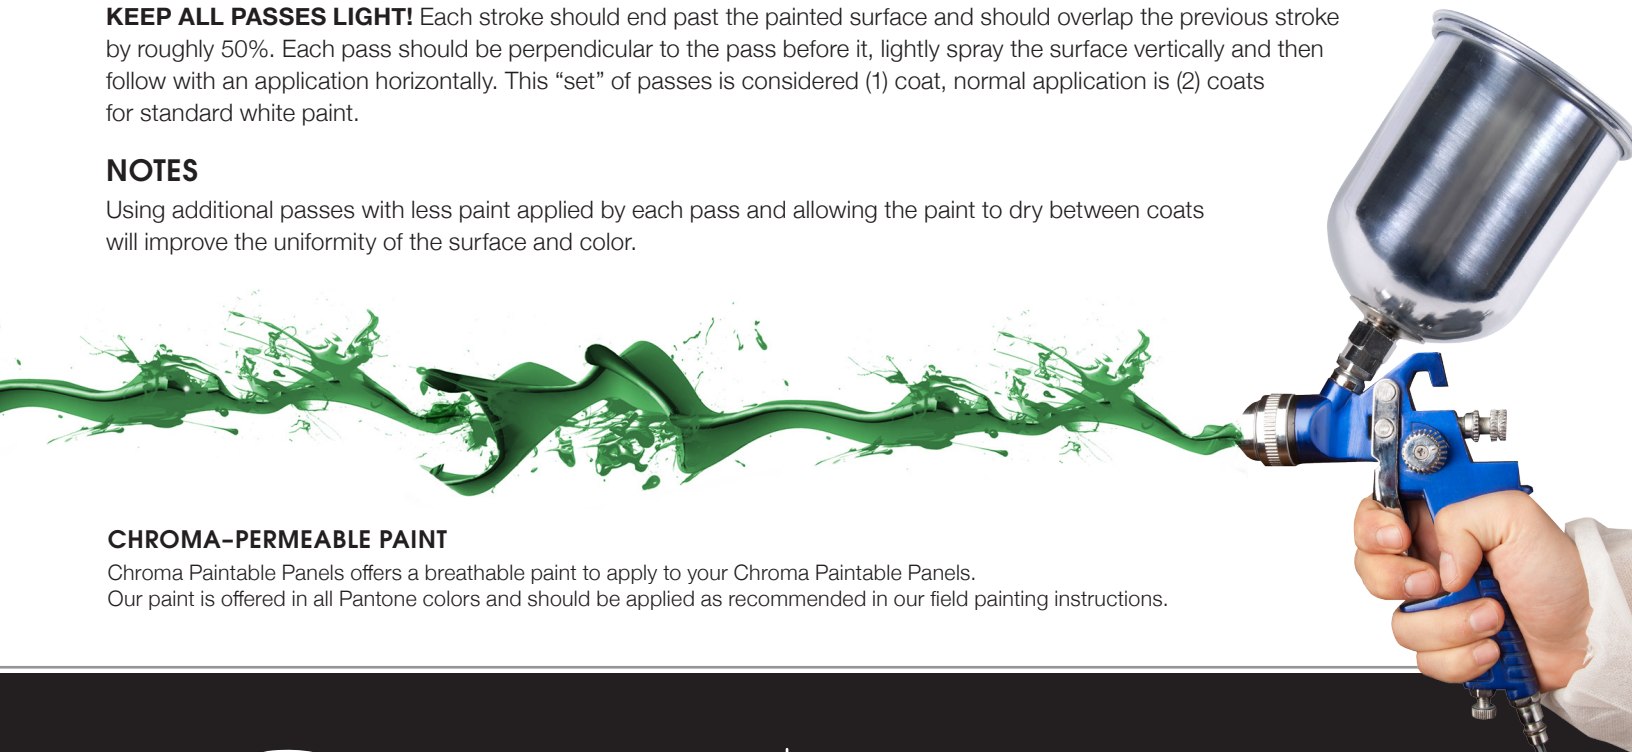 KEEP ALL PASSES LIGHT! Each stroke should end past the painted surface and should overlap the previous stroke
by roughly 50%. Each pass should be perpendicular to the pass before it, lightly spray the surface vertically and then
follow with an application horizontally. This “set” of passes is considered (1) coat, normal application is (2) coats
for standard white paint.
NOTES
Using additional passes with less paint applied by each pass and allowing the paint to dry between coats
will improve the uniformity of the surface and color.
CHROMA–PERMEABLE PAINT
Chroma Paintable Panels offers a breathable paint to apply to your Chroma Paintable Panels.
Our paint is offered in all Pantone colors and should be applied as recommended in our field painting instructions.